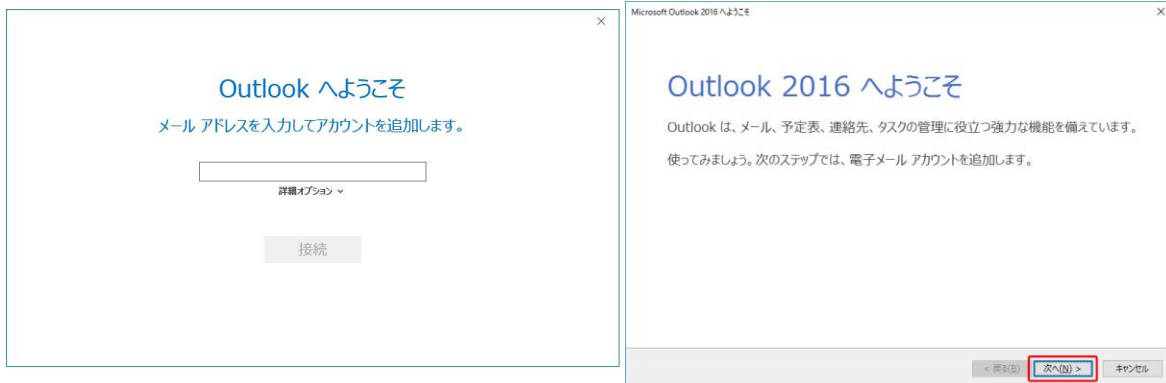 Outlook へようこそ
メール アドレスを入力してアカウントを追加します。
詳細オプション
接続
Microsoft Outlook 2016 へようこそ
Outlook 2016 へようこそ
Outlook は、メール、予定表、連絡先、タスクの管理に役立つ強力な機能を備えています。
使ってみましょう。次のステップでは、電子メール アカウントを追加します。
< 戻る(B) 次へ(N) > キャンセル